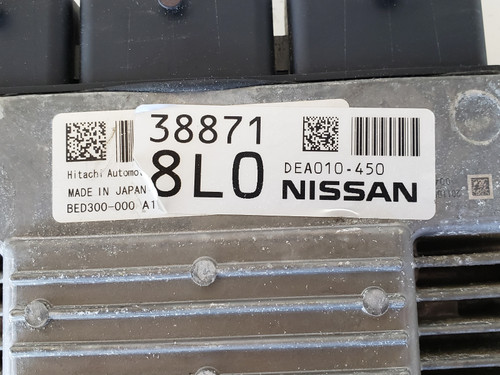 38871
8L0
DEA010-450
NISSAN
Hitachi Automo
MADE IN JAPAN
BED300-000 A1